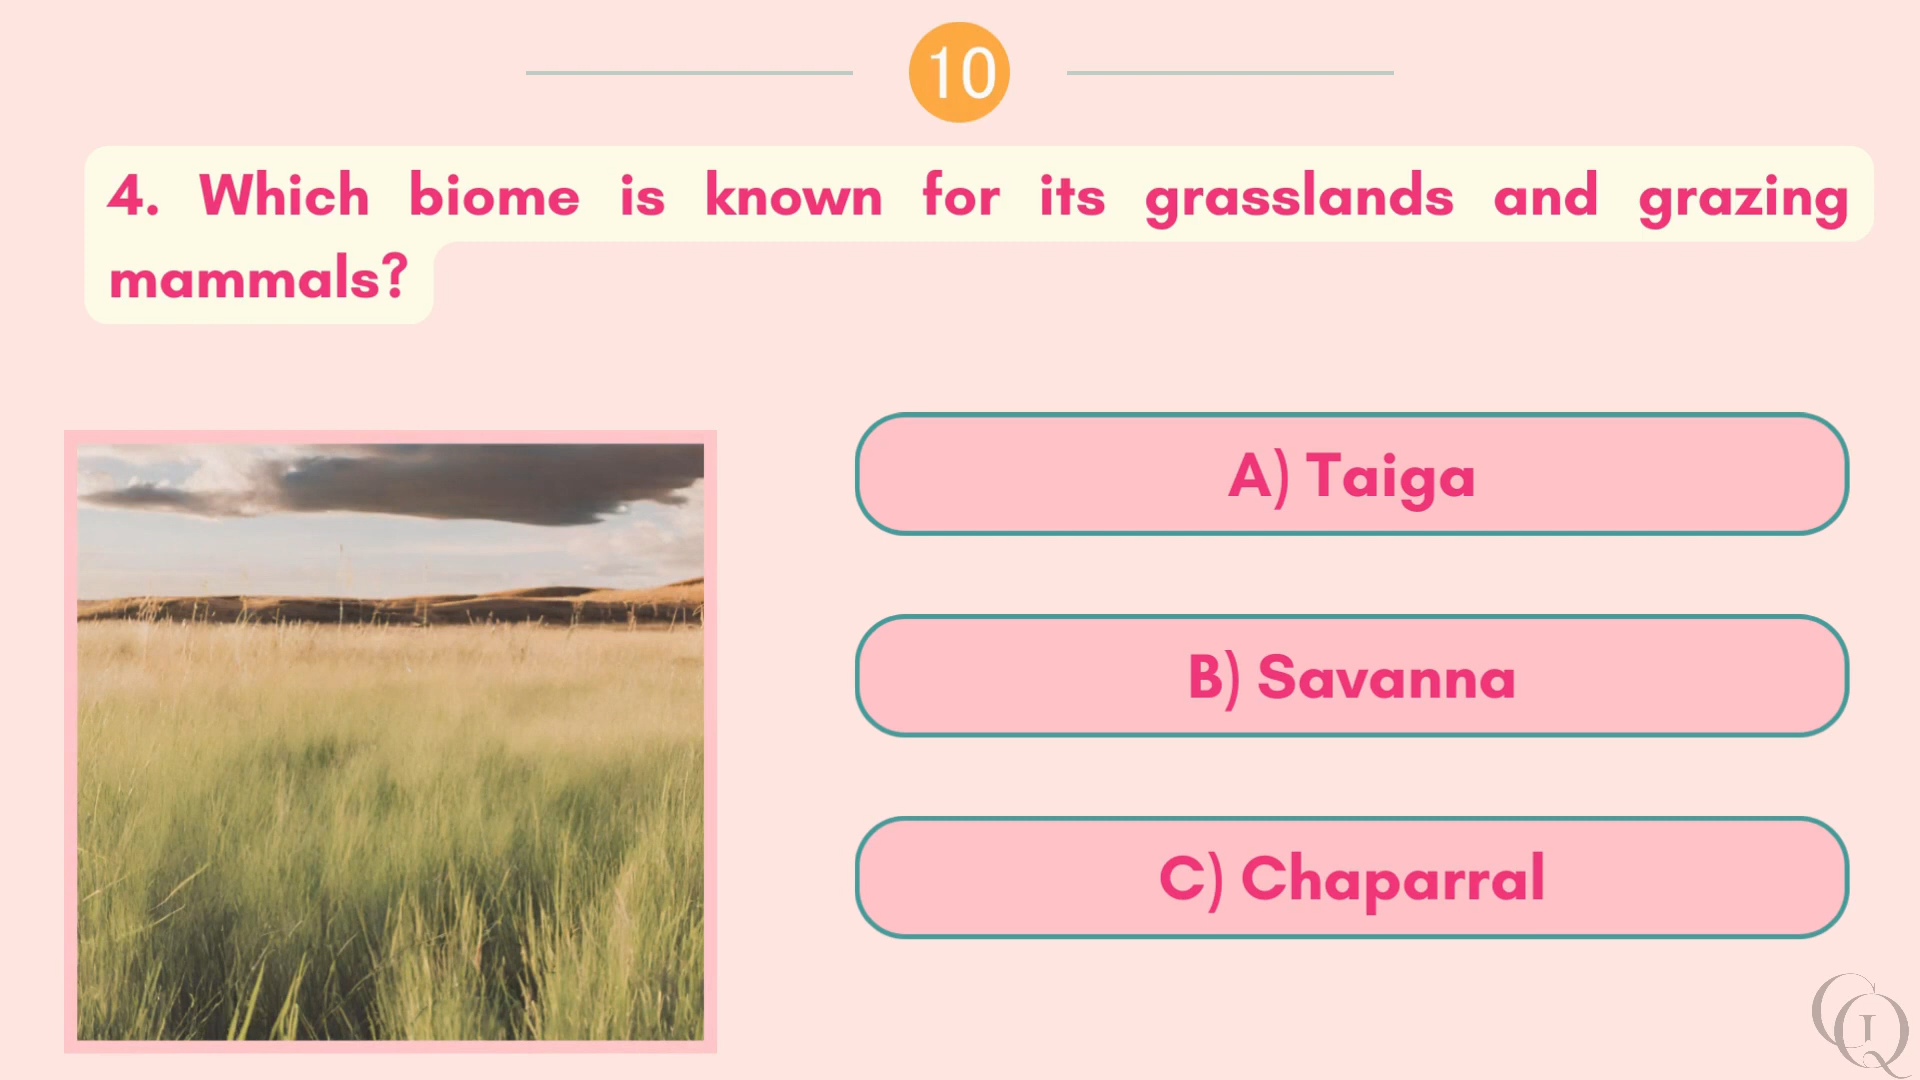 10
4. Which biome is known for its grasslands and grazing
mammals?
A) Taiga
B) Savanna
C) Chaparral